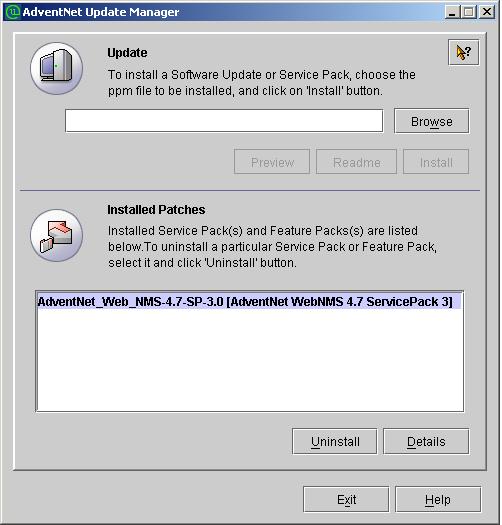 AdventNet Update Manager
Update
To install a Software Update or Service Pack, choose the
ppm file to be installed, and click on 'Install' button.
Browse
Preview
Readme
Install
Installed Patches
Installed Service Pack(s) and Feature Packs(s) are listed
below.To uninstall a particular Service Pack or Feature Pack,
select it and click 'Uninstall' button.
AdventNet_Web_NMS-4.7-SP-3.0 [AdventNet WebNMS 4.7 ServicePack 3]
Uninstall
Details
Exit
Help